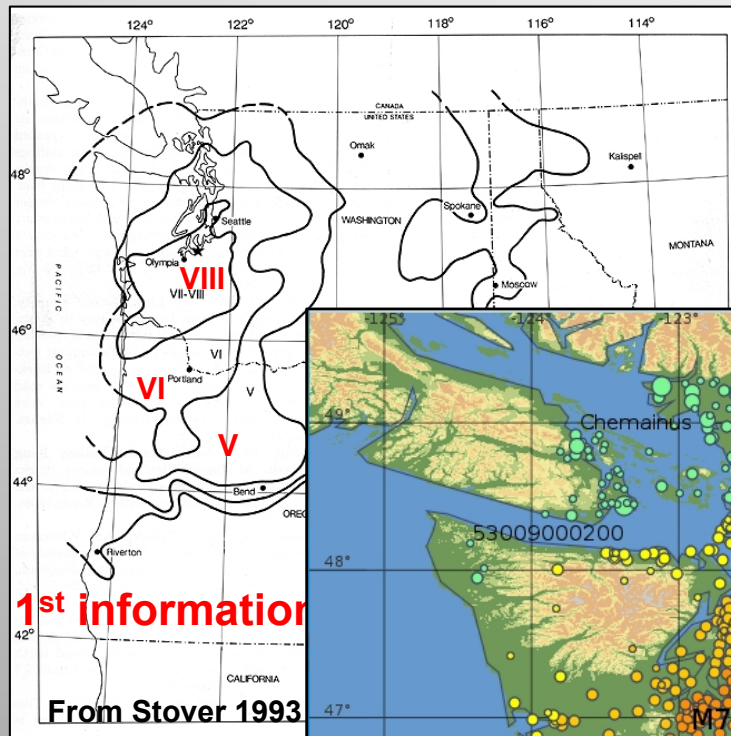 124° 122° 120° 118° 116° 114°
CANADA
UNITED STATES
Omak
Kalispell
48°
Spokane
Seattle
WASHINGTON
MONTANA
Olympia
VIII
VII-VIII
Moscow
PACIFIC
OCEAN
46°
VI
Portland
VI
V
V
44°
Bend
OREG
Riverton
1st information
42°
CALIFORNIA
From Stover 1993
-125 -124 -123
49°
Chemainus
53009000200
48°
47°
M7